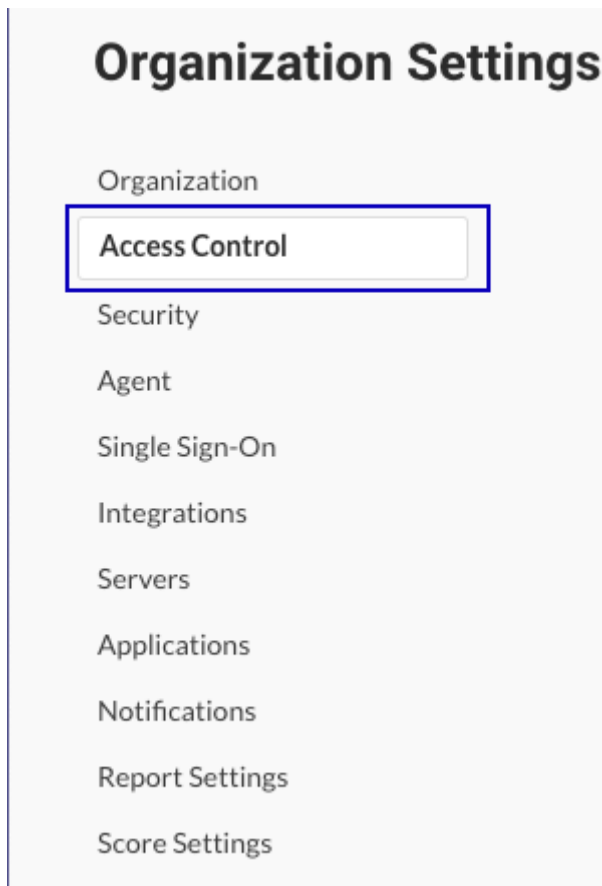 Organization Settings
Organization
Access Control
Security
Agent
Single Sign-On
Integrations
Servers
Applications
Notifications
Report Settings
Score Settings